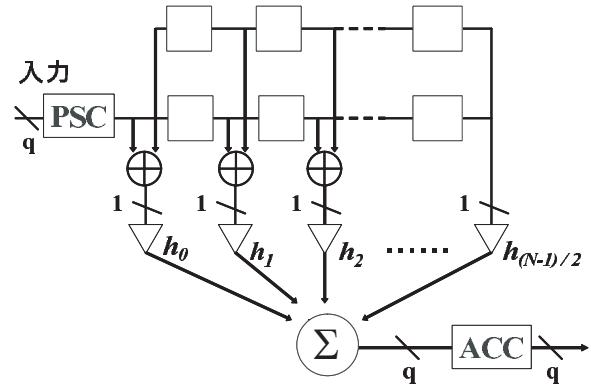 入力
PSC
q
1
1
1
1
h0
h1
h2
h(N-1)/2
Σ
q
ACC
q